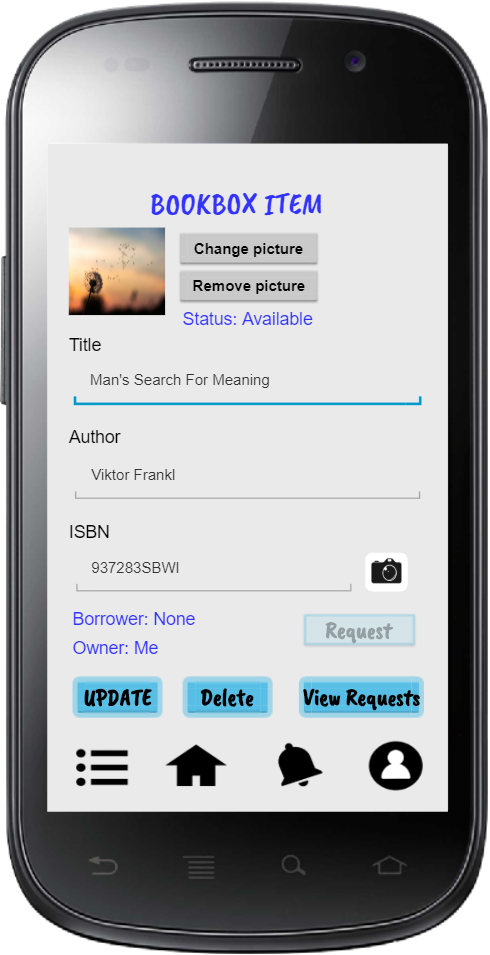 BOOKBOX ITEM
Change picture
Remove picture
Status: Available
Title
Man's Search For Meaning
Author
Viktor Frankl
ISBN
937283SBWI
Borrower: None
Request
Owner: Me
UPDATE Delete View Requests